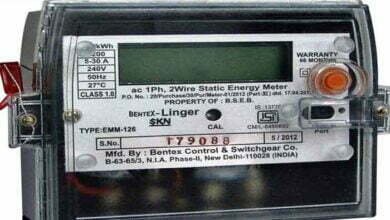 kWh
200
5-30 A
240V
50Hz
27°C
CLASS 1.0
WARRANTY
66 MONTHS
ac 1Ph, 2Wire Static Energy Meter
PROPERTY OF : B.S.E.B.
BENTEX-Linger
SKN
CAL
TYPE:EMM-126
S.No.
179088
5 / 2012
Mfd. By : Bentex Control & Switchgear Co.
B-63-65/3, N.I.A. Phase-II, New Delhi-110028 (INDIA)